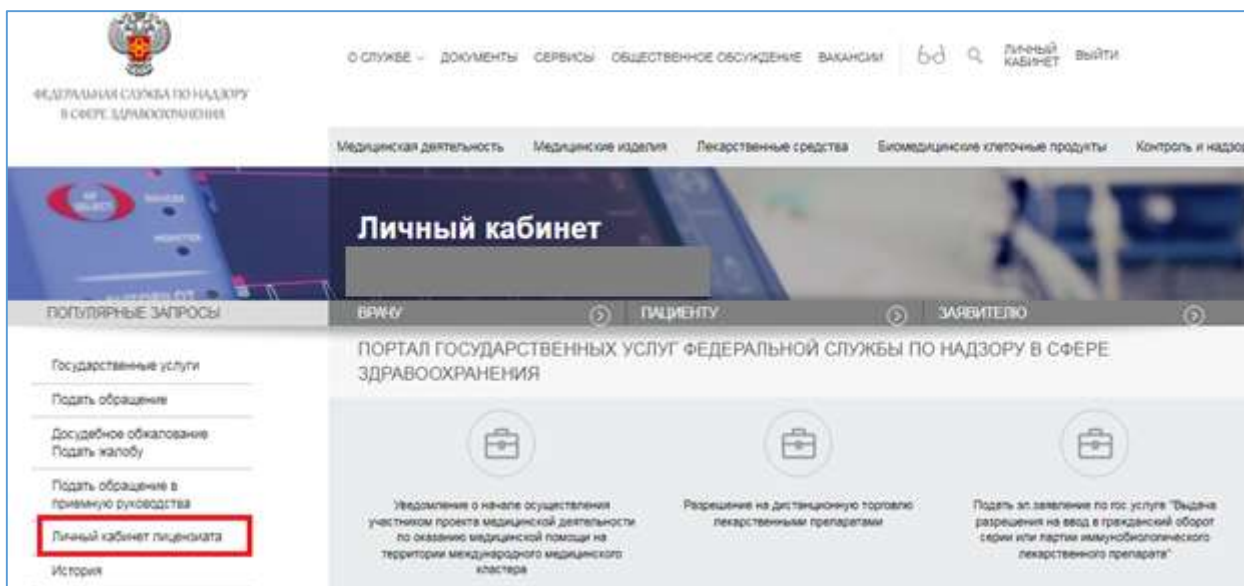 ФЕДЕРАЛЬНАЯ СЛУЖБА ПО НАДЗОРУ
В СФЕРЕ ЗДРАВООХРАНЕНИЯ
О СЛУЖБЕ ДОКУМЕНТЫ СЕРВИСЫ ОБЩЕСТВЕННОЕ ОБСУЖДЕНИЕ ВАКАНСИИ ЛИЧНЫЙ КАБИНЕТ ВЫЙТИ
Медицинская деятельность Медицинские изделия Лекарственные средства Биомедицинские клеточные продукты Контроль и надзо
Личный кабинет
ПОПУЛЯРНЫЕ ЗАПРОСЫ
ВРАЧУ ПАЦИЕНТУ ЗАЯВИТЕЛЮ
ПОРТАЛ ГОСУДАРСТВЕННЫХ УСЛУГ ФЕДЕРАЛЬНОЙ СЛУЖБЫ ПО НАДЗОРУ В СФЕРЕ
ЗДРАВООХРАНЕНИЯ
Государственные услуги
Подать обращение
Досудебное обжалование
Подать жалобу
Подать обращение в
приемную руководства
Личный кабинет лицензиата
История
Уведомление о начале осуществления
участником проекта медицинской деятельности
по оказанию медицинской помощи на
территории международного медицинского
кластера
Разрешение на дистанционную торговлю
лекарственными препаратами
Подать эл.заявление по гос услуге "Выдача
разрешения на ввод в гражданский оборот
серии или партии иммунобиологического
лекарственного препарата"